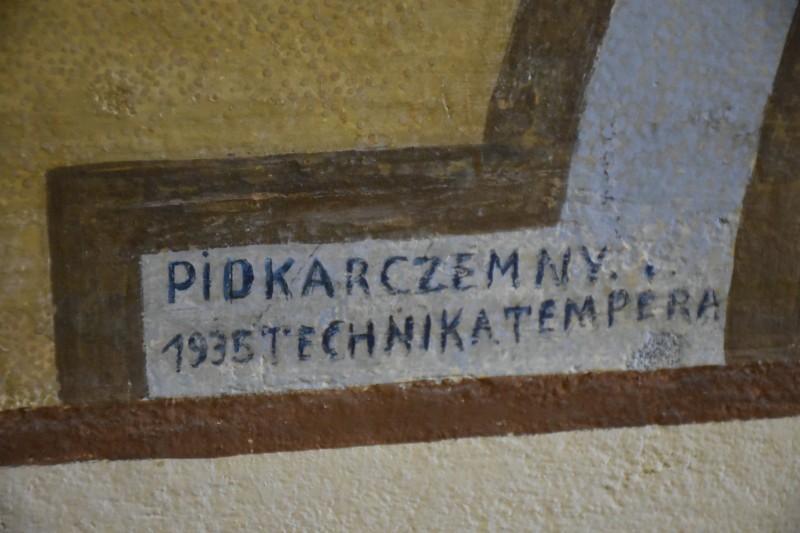 PiDKARCZEMNY.
1935 TECHNIKA TEMPERA